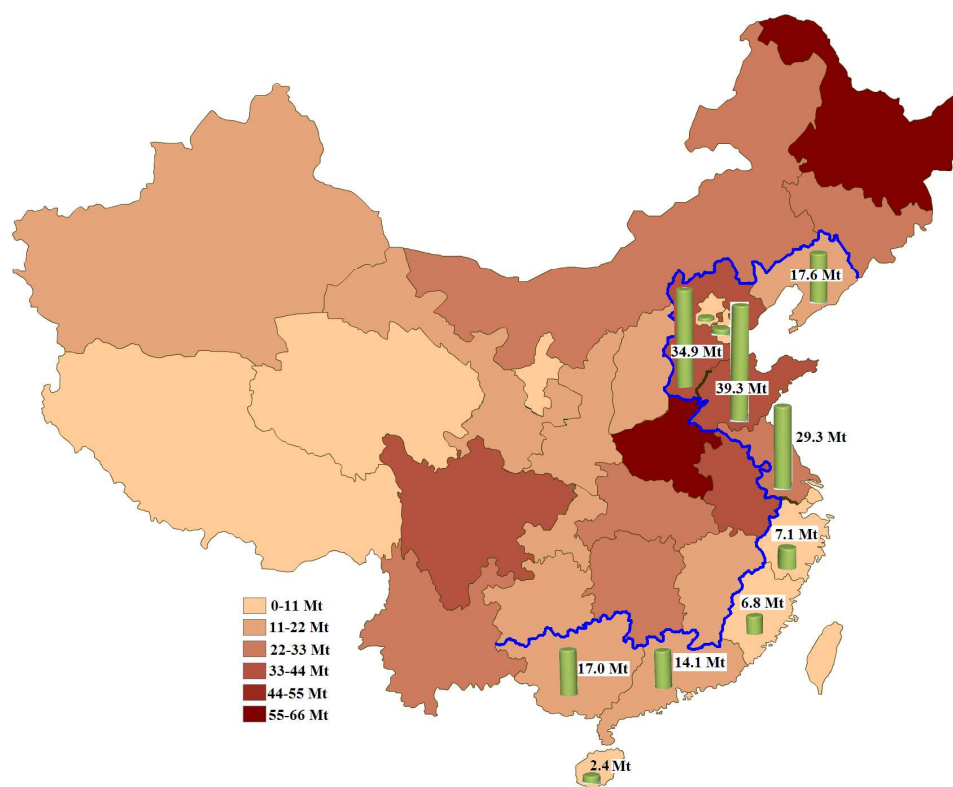 17.6 Mt
34.9 Mt
39.3 Mt
29.3 Mt
7.1 Mt
6.8 Mt
17.0 Mt
14.1 Mt
2.4 Mt
0-11 Mt
11-22 Mt
22-33 Mt
33-44 Mt
44-55 Mt
55-66 Mt